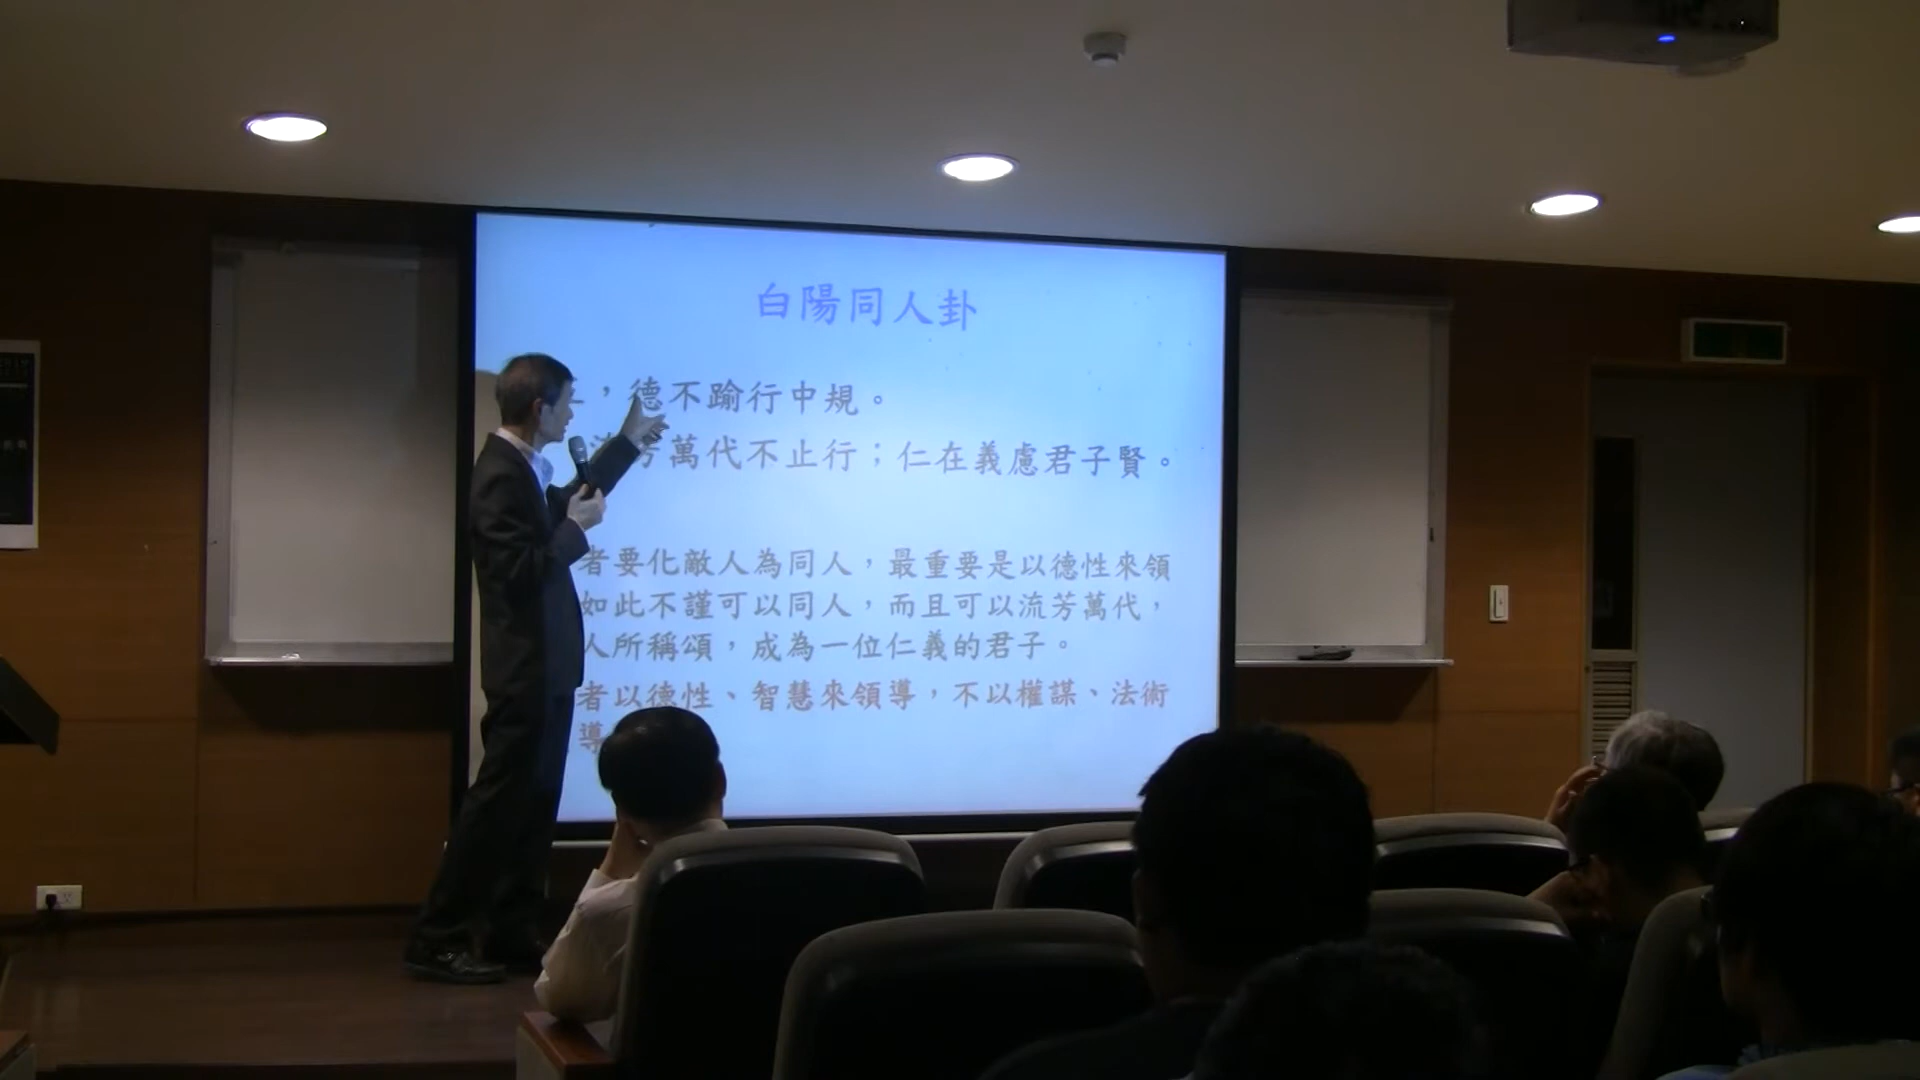 白陽同人卦
，德不踰行中規。
芳萬代不止行；仁在義慮君子賢。
者要化敵人為同人，最重要是以德性來領
如此不謹可以同人，而且可以流芳萬代，
人所稱頌，成為一位仁義的君子。
者以德性、智慧來領導，不以權謀、法術
導